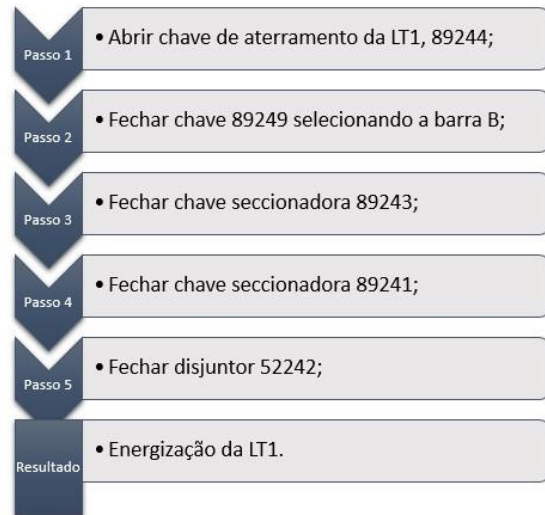 Passo 1
• Abrir chave de aterramento da LT1, 89244;
Passo 2
• Fechar chave 89249 selecionando a barra B;
Passo 3
• Fechar chave seccionadora 89243;
Passo 4
• Fechar chave seccionadora 89241;
Passo 5
• Fechar disjuntor 52242;
Resultado
• Energização da LT1.